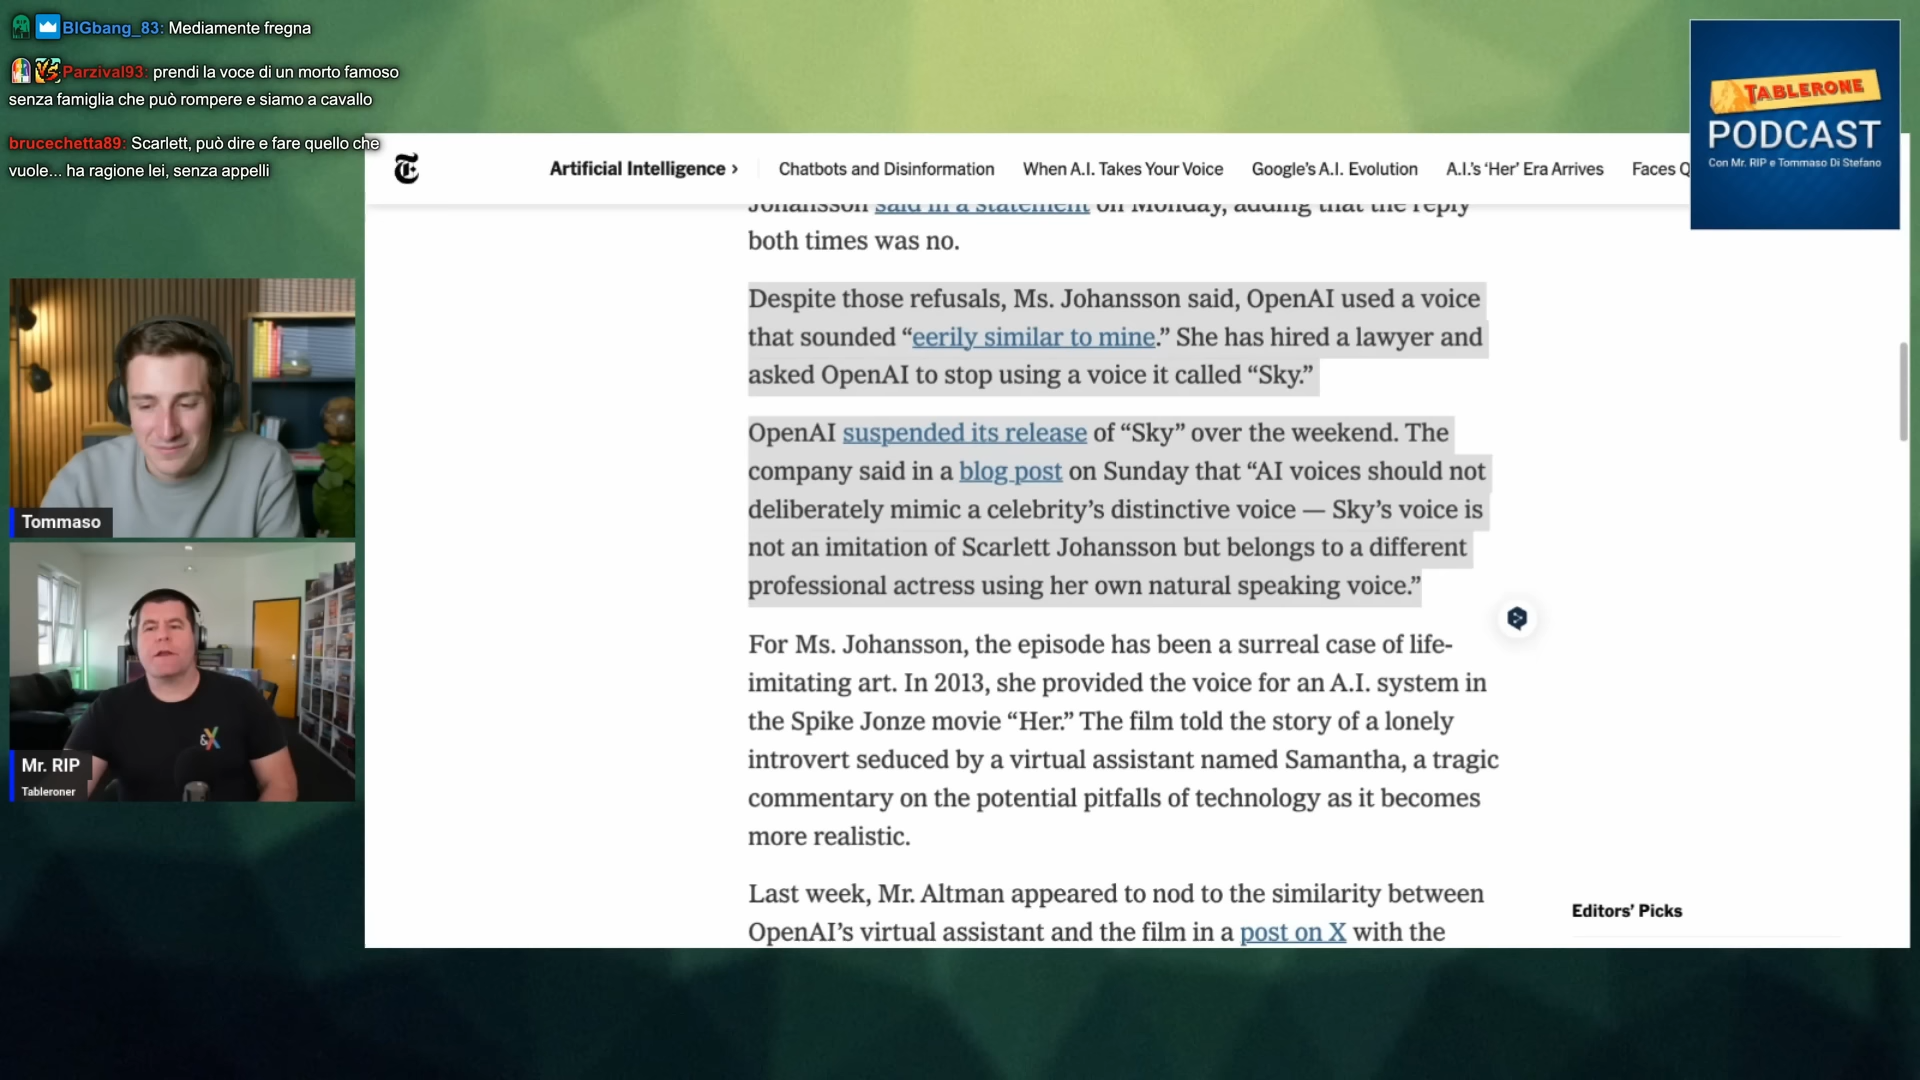 BIGbang_83: Mediamente fregna
Parzival93: prendi la voce di un morto famoso
senza famiglia che può rompere e siamo a cavallo
brucechetta89: Scarlett, può dire e fare quello che
vuole... ha ragione lei, senza appelli
TABLERONE
PODCAST
Con Mr. RIP e Tommaso Di Stefano
Artificial Intelligence ›
Chatbots and Disinformation
When A.I. Takes Your Voice
Google's A.I. Evolution
A.I.'s ‘Her’ Era Arrives
Faces Q
Johansson said in a statement on Monday, adding that the reply
both times was no.
Despite those refusals, Ms. Johansson said, OpenAI used a voice
that sounded “eerily similar to mine.” She has hired a lawyer and
asked OpenAI to stop using a voice it called “Sky.”
OpenAI suspended its release of “Sky” over the weekend. The
company said in a blog post on Sunday that “AI voices should not
deliberately mimic a celebrity’s distinctive voice — Sky’s voice is
not an imitation of Scarlett Johansson but belongs to a different
professional actress using her own natural speaking voice.”
For Ms. Johansson, the episode has been a surreal case of life-
imitating art. In 2013, she provided the voice for an A.I. system in
the Spike Jonze movie “Her.” The film told the story of a lonely
introvert seduced by a virtual assistant named Samantha, a tragic
commentary on the potential pitfalls of technology as it becomes
more realistic.
Last week, Mr. Altman appeared to nod to the similarity between
OpenAI’s virtual assistant and the film in a post on X with the
Editors’ Picks
Tommaso
Mr. RIP
Tableroner